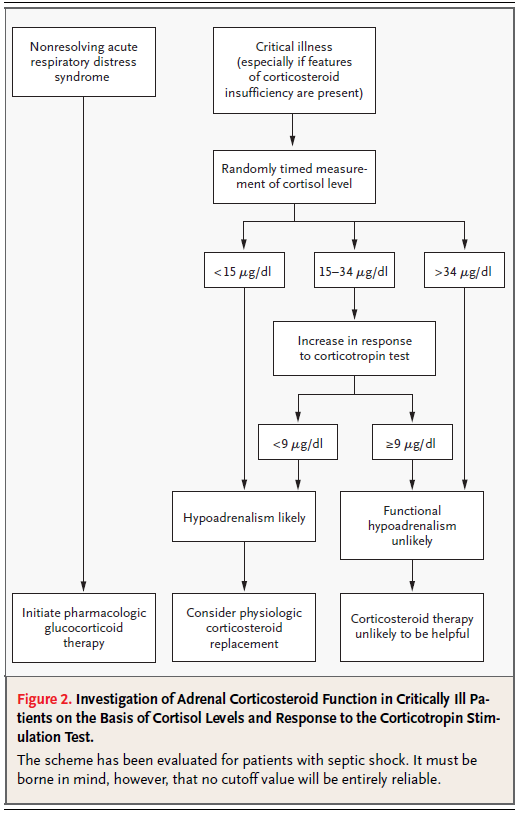 Nonresolving acute
respiratory distress
syndrome
Critical illness
(especially if features
of corticosteroid
insufficiency are present)
Randomly timed measure-
ment of cortisol level
<15 μg/dl
15–34 μg/dl
>34 μg/dl
Increase in response
to corticotropin test
<9 μg/dl
≥9 μg/dl
Hypoadrenalism likely
Functional
hypoadrenalism
unlikely
Initiate pharmacologic
glucocorticoid
therapy
Consider physiologic
corticosteroid
replacement
Corticosteroid therapy
unlikely to be helpful
Figure 2. Investigation of Adrenal Corticosteroid Function in Critically Ill Pa-
tients on the Basis of Cortisol Levels and Response to the Corticotropin Stim-
ulation Test.
The scheme has been evaluated for patients with septic shock. It must be
borne in mind, however, that no cutoff value will be entirely reliable.